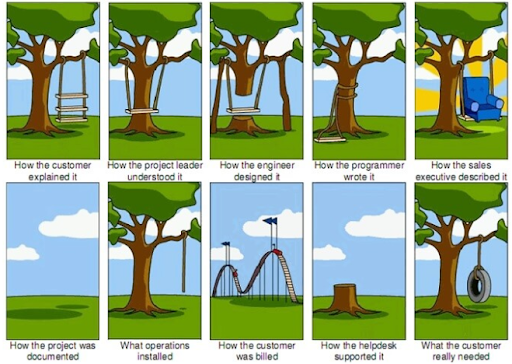 How the customer
explained it
How the project leader
understood it
How the engineer
designed it
How the programmer
wrote it
How the sales
executive described it
How the project was
documented
What operations
installed
How the customer
was billed
How the helpdesk
supported it
What the customer
really needed